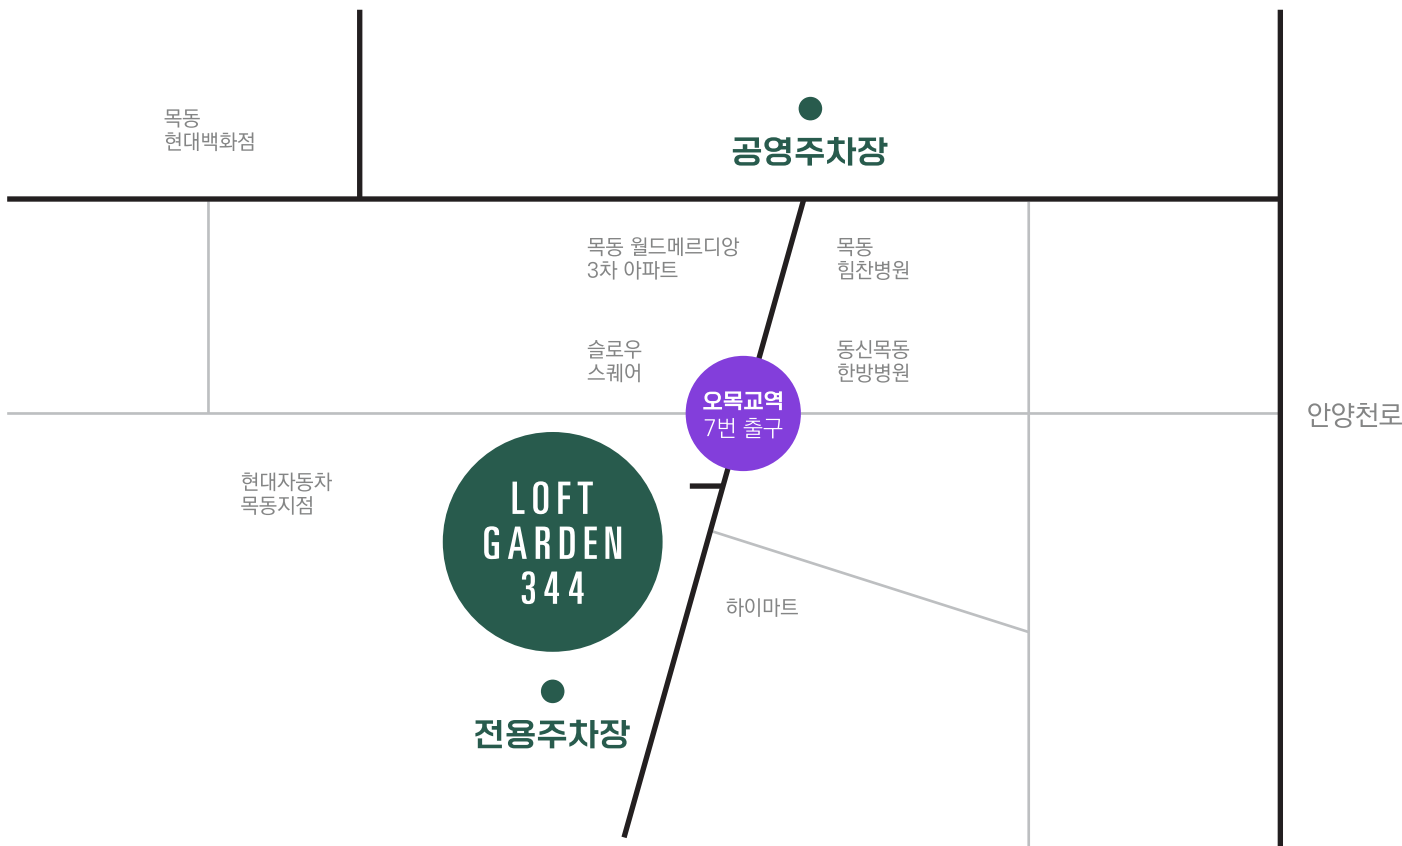 목동
현대백화점
공영주차장
목동 월드메르디앙
3차 아파트
목동
힘찬병원
슬로우
스퀘어
동신목동
한방병원
오목교역
7번 출구
안양천로
현대자동차
목동지점
LOFT
GARDEN
344
하이마트
전용주차장